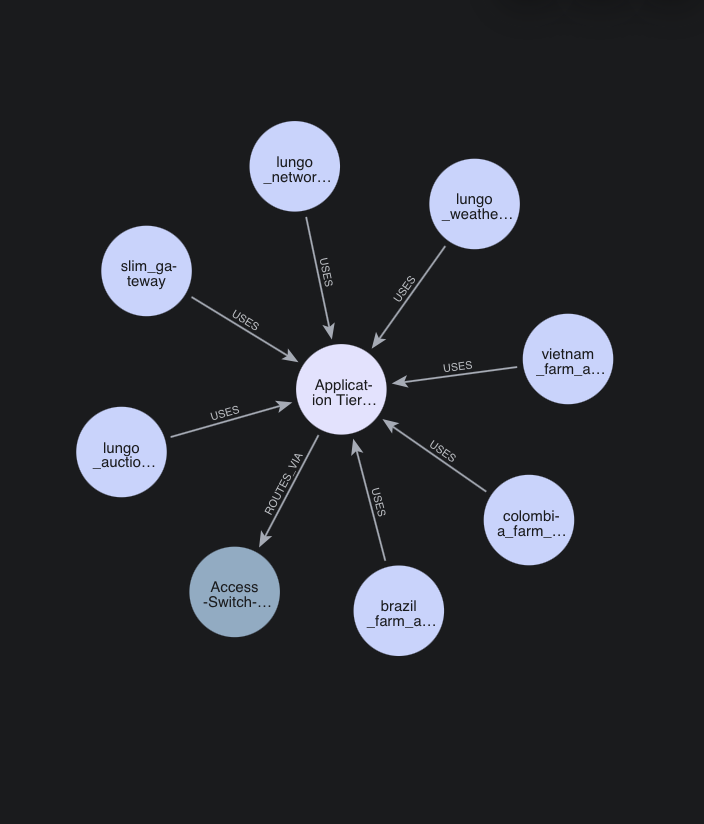 lungo
_networ...
lungo
_weathe...
slim_ga-
teway
USES
USES
USES
vietnam
_farm_a...
USES
Applicat-
ion Tier...
USES
lungo
_auctio...
USES
colombi-
a_farm_...
ROUTES_VIA
USES
Access
-Switch-...
brazil
_farm_a...